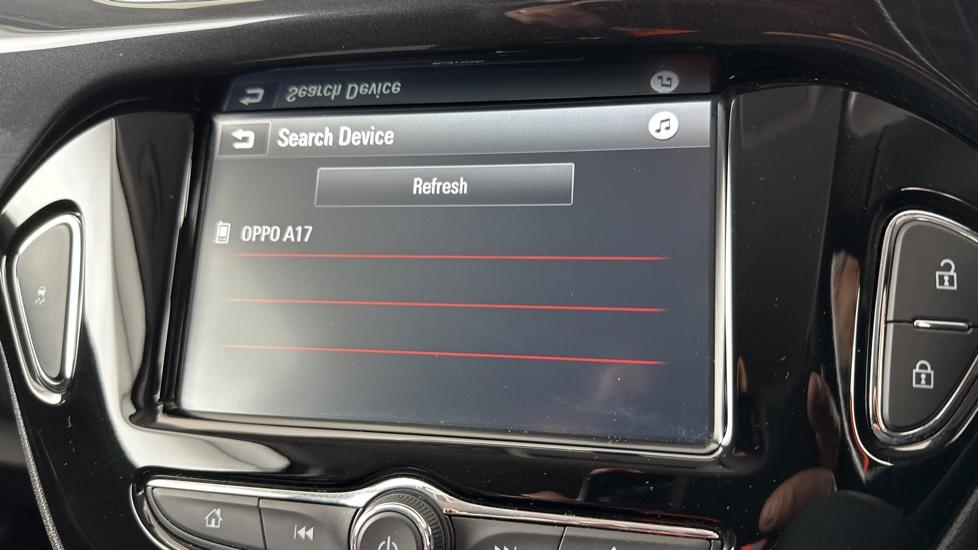 Search Device
Search Device
Refresh
OPPO A17